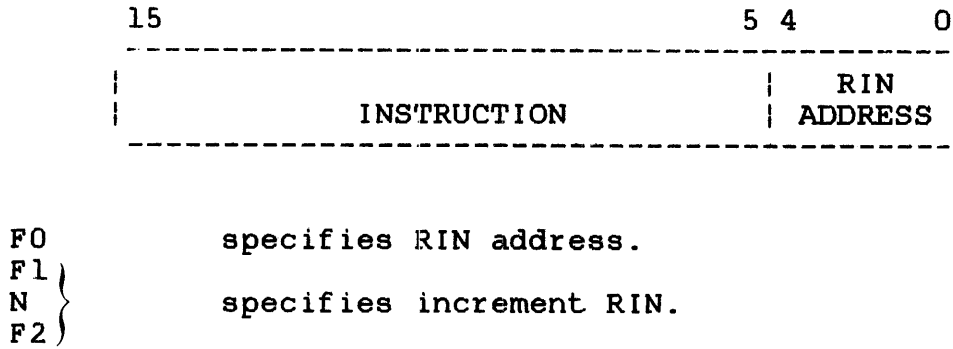 15 5 4 0
RIN
INSTRUCTION ADDRESS
F0 specifies RIN address.
F1
N specifies increment RIN.
F2